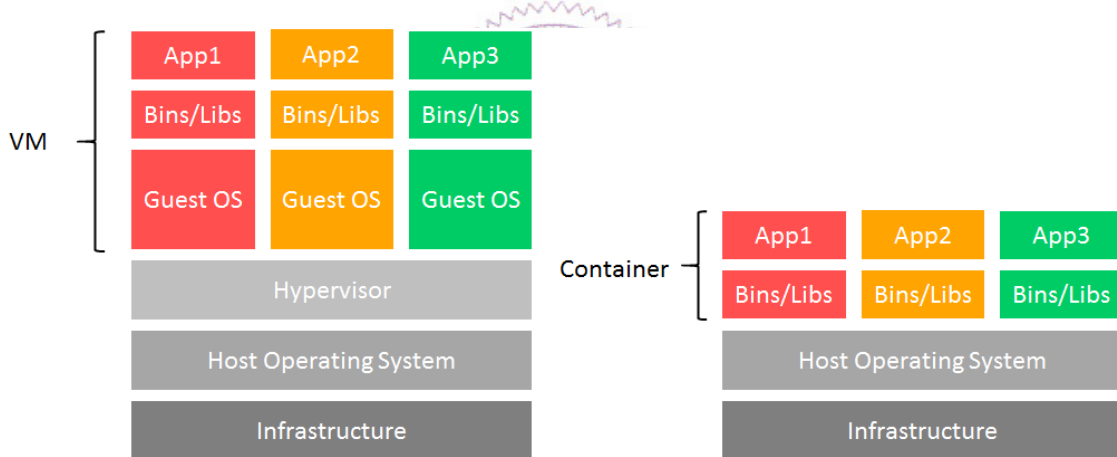 App1 App2 App3
Bins/Libs Bins/Libs Bins/Libs
VM
Guest OS Guest OS Guest OS
Hypervisor
Host Operating System
Infrastructure
App1 App2 App3
Container
Bins/Libs Bins/Libs Bins/Libs
Host Operating System
Infrastructure